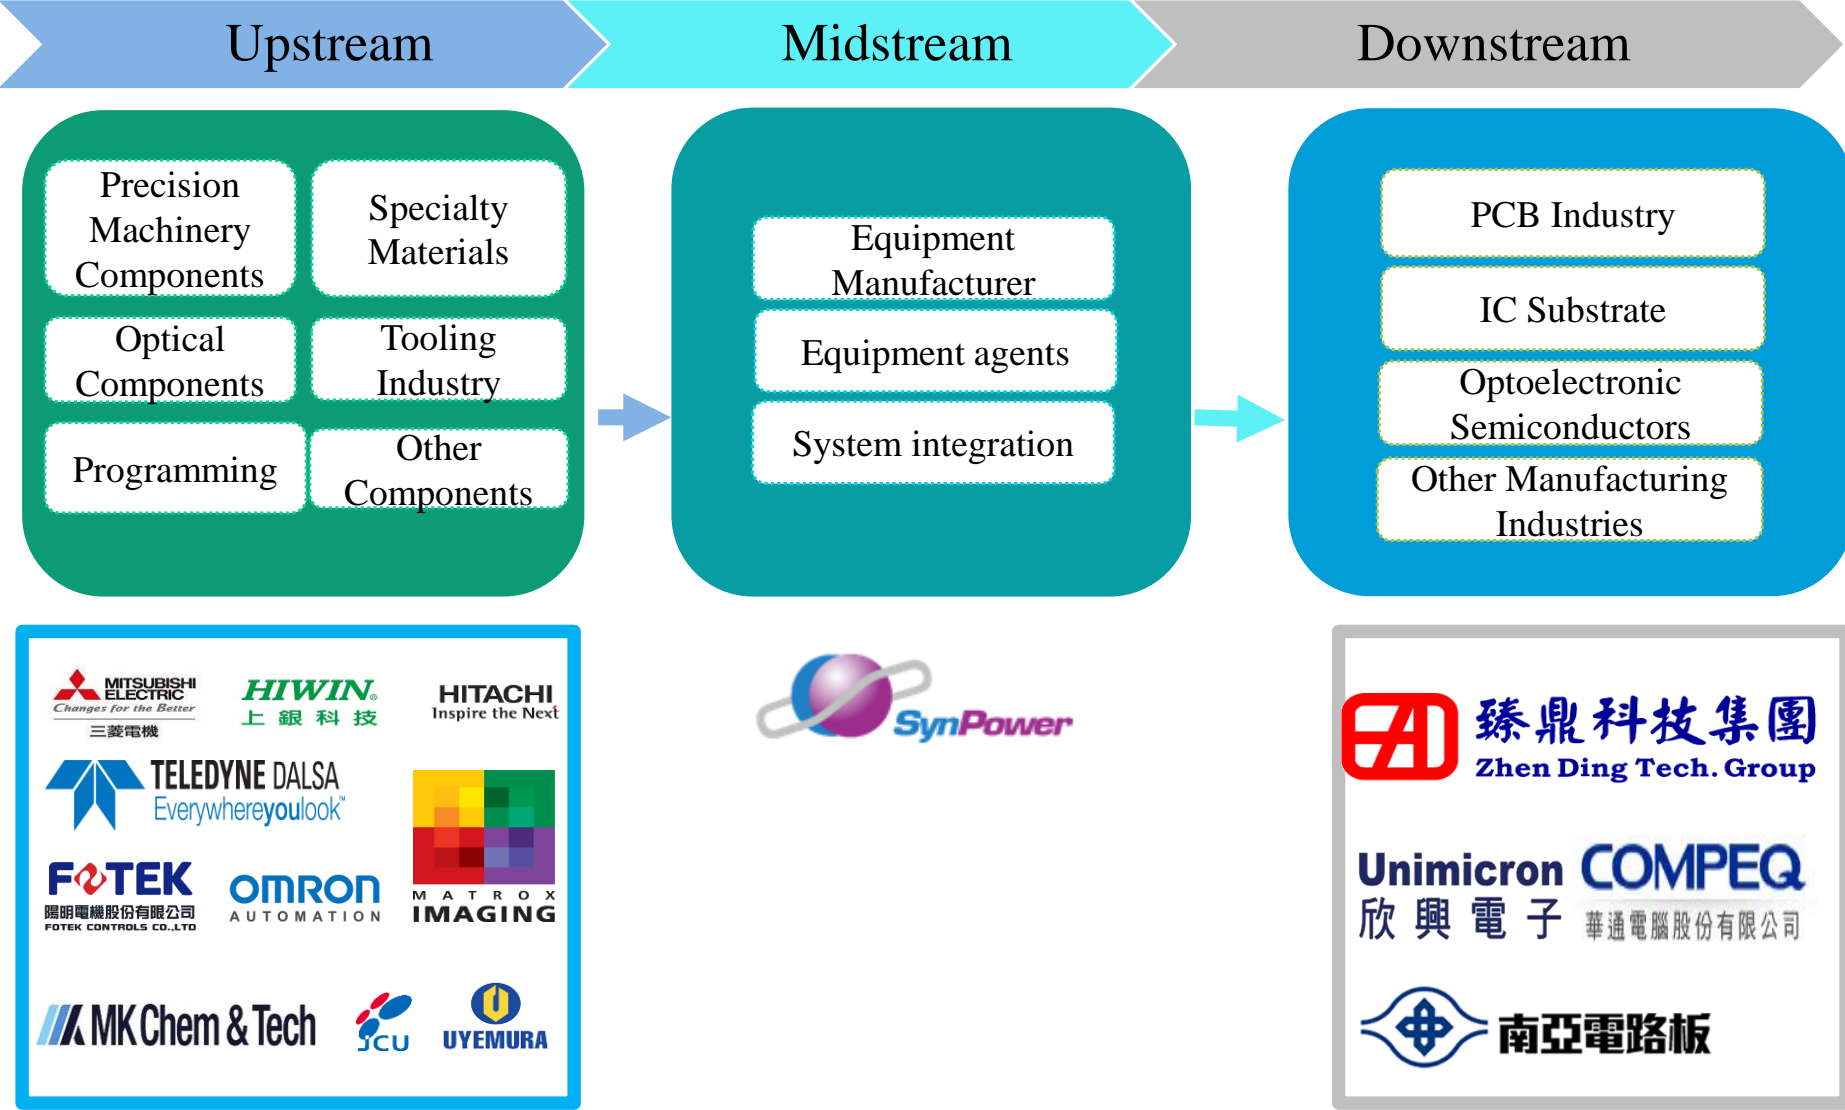 Upstream
Midstream
Downstream
Precision
Machinery
Components
Specialty
Materials
Optical
Components
Tooling
Industry
Programming
Other
Components
Equipment
Manufacturer
Equipment agents
System integration
PCB Industry
IC Substrate
Optoelectronic
Semiconductors
Other Manufacturing
Industries
MITSUBISHI
ELECTRIC
Changes for the Better
三菱電機
HIWIN®
上銀科技
HITACHI
Inspire the Next
TELEDYNE DALSA
Everywhereyoulook™
MATROX
IMAGING
FOTEK
陽明電機股份有限公司
FOTEK CONTROLS CO.,LTD
OMRON
AUTOMATION
MK Chem & Tech
JCU
UYEMURA
SynPower
臻鼎科技集團
Zhen Ding Tech. Group
Unimicron
欣興電子
COMPEQ
華通電腦股份有限公司
南亞電路板